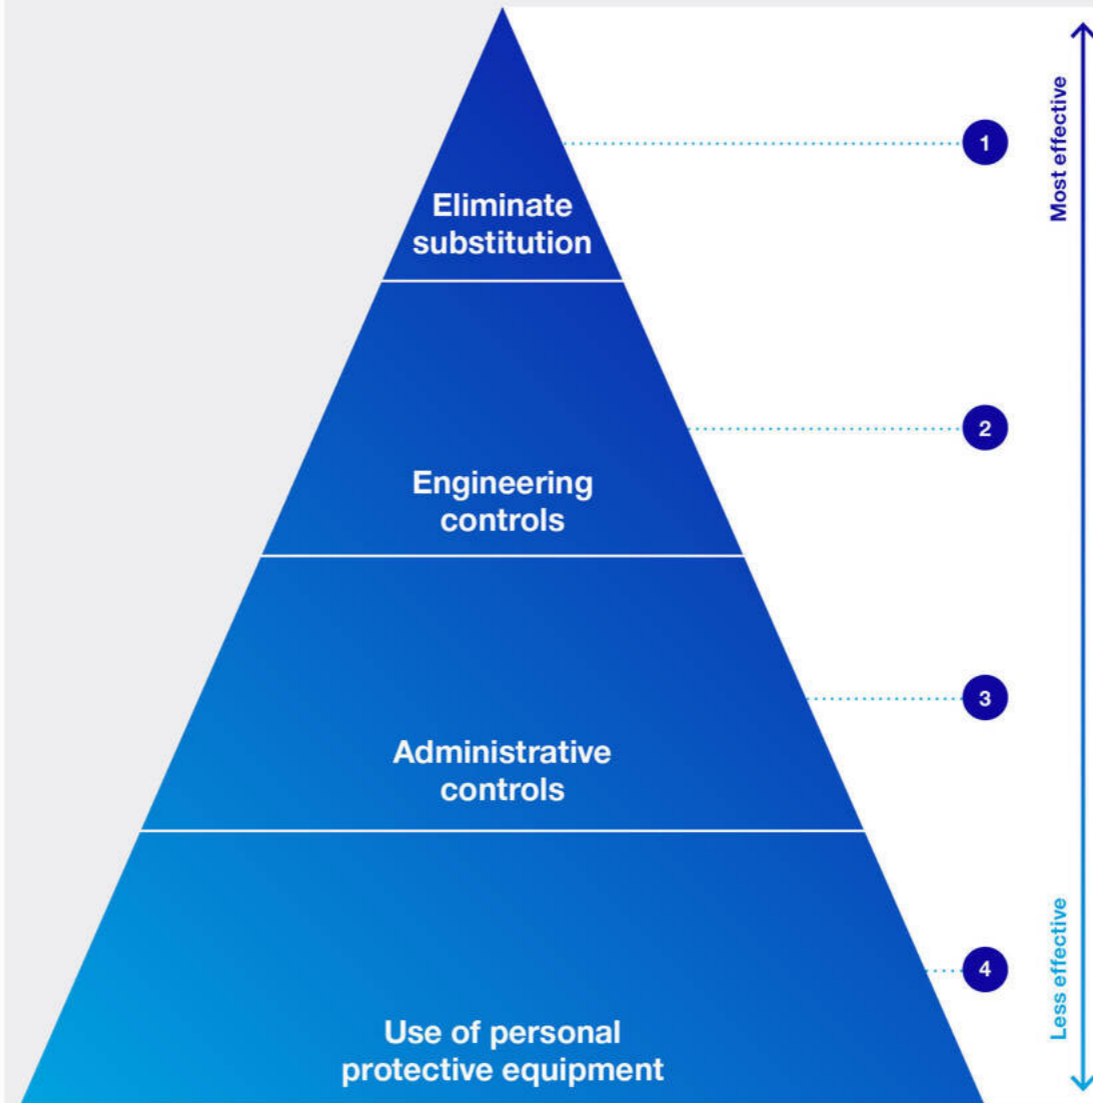 Most effective
1
Eliminate
substitution
2
Engineering
controls
3
Administrative
controls
Less effective
4
Use of personal
protective equipment